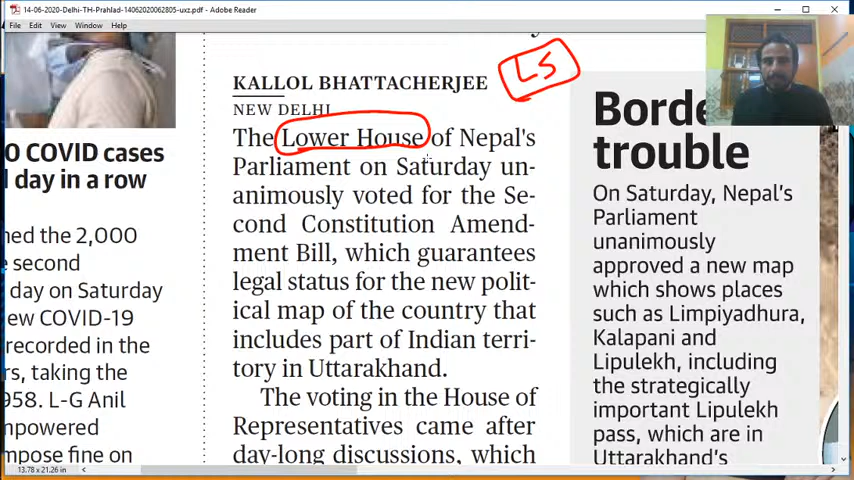 14-06-2020-Delhi-TH-Prahlad-14062020062805-uxz.pdf - Adobe Reader
File Edit View Window Help
LS
KALLOL BHATTACHERJEE
NEW DELHI
The Lower House of Nepal's
Parliament on Saturday un-
animously voted for the Se-
cond Constitution Amend-
ment Bill, which guarantees
legal status for the new polit-
ical map of the country that
includes part of Indian terri-
tory in Uttarakhand.
The voting in the House of
Representatives came after
day-long discussions, which
O COVID cases
d day in a row
ned the 2,000
e second
day on Saturday
ew COVID-19
recorded in the
rs, taking the
958. L-G Anil
mpowered
mpose fine on
Borde
trouble
On Saturday, Nepal's
Parliament
unanimously
approved a new map
which shows places
such as Limpiyadhura,
Kalapani and
Lipulekh, including
the strategically
important Lipulekh
pass, which are in
Uttarakhand's
13.78 x 21.26 in